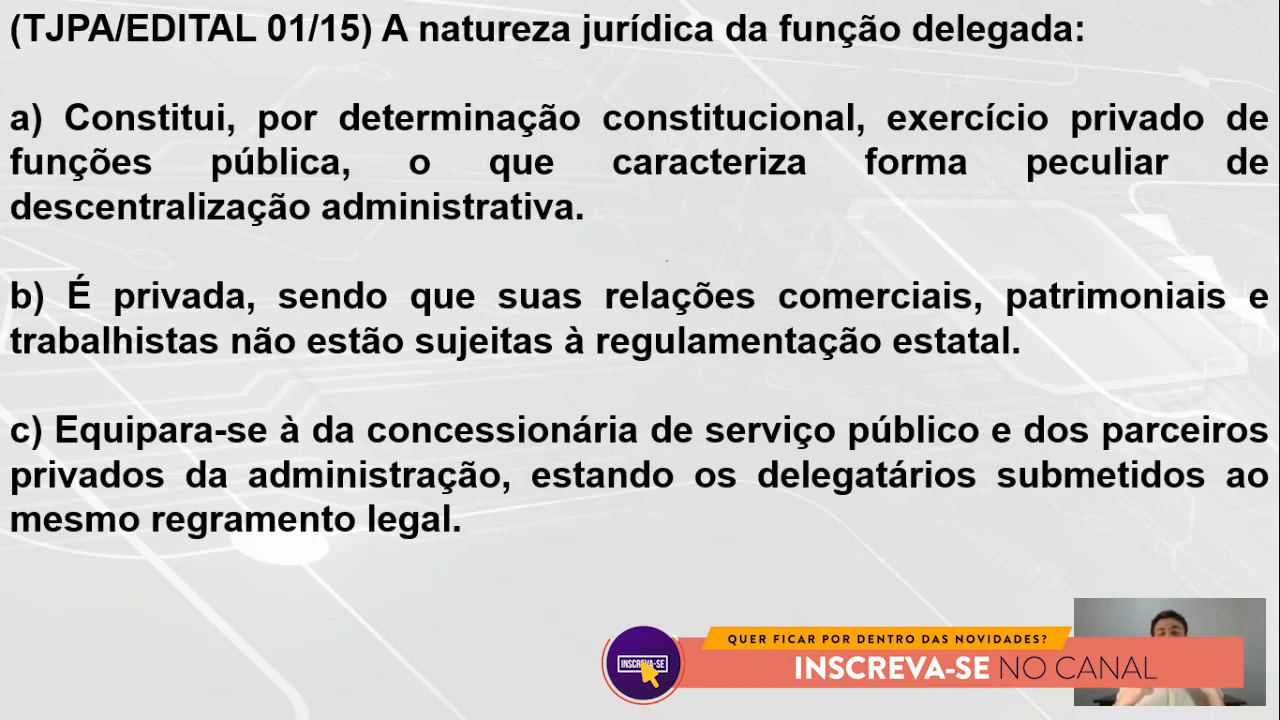 (TJPA/EDITAL 01/15) A natureza jurídica da função delegada:
a) Constitui, por determinação constitucional, exercício privado de
funções pública, o que caracteriza forma peculiar de
descentralização administrativa.
b) É privada, sendo que suas relações comerciais, patrimoniais e
trabalhistas não estão sujeitas à regulamentação estatal.
c) Equipara-se à da concessionária de serviço público e dos parceiros
privados da administração, estando os delegatários submetidos ao
mesmo regramento legal.
QUER FICAR POR DENTRO DAS NOVIDADES?
INSCREVA-SE
INSCREVA-SE NO CANAL